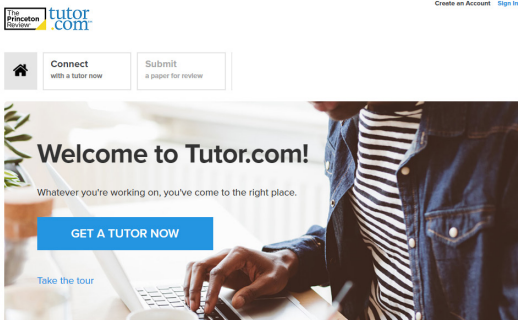 Create an Account Sign In
The
Princeton
Review
tutor
.com
Connect
with a tutor now
Submit
a paper for review
Welcome to Tutor.com!
Whatever you're working on, you've come to the right place.
GET A TUTOR NOW
Take the tour